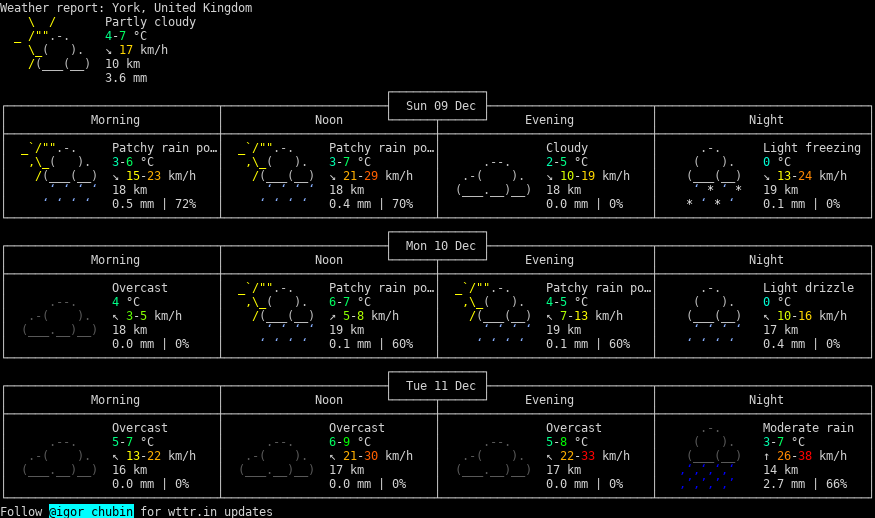 Weather report: York, United Kingdom
Partly cloudy
4-7 °C
↘ 17 km/h
10 km
3.6 mm
Sun 09 Dec
Morning Noon Evening Night
Patchy rain po… Patchy rain po… Cloudy Light freezing
3-6 °C 3-7 °C 2-5 °C 0 °C
↘ 15-23 km/h ↘ 21-29 km/h ↘ 10-19 km/h ↘ 13-24 km/h
18 km 18 km 18 km 19 km
0.5 mm | 72% 0.4 mm | 70% 0.0 mm | 0% 0.1 mm | 0%
Mon 10 Dec
Morning Noon Evening Night
Overcast Patchy rain po… Patchy rain po… Light drizzle
4 °C 6-7 °C 4-5 °C 0 °C
↖ 3-5 km/h ↗ 5-8 km/h ↖ 7-13 km/h ↖ 10-16 km/h
18 km 19 km 19 km 17 km
0.0 mm | 0% 0.1 mm | 60% 0.1 mm | 60% 0.4 mm | 0%
Tue 11 Dec
Morning Noon Evening Night
Overcast Overcast Overcast Moderate rain
5-7 °C 6-9 °C 5-8 °C 3-7 °C
↖ 13-22 km/h ↖ 21-30 km/h ↖ 22-33 km/h ↑ 26-38 km/h
16 km 17 km 17 km 14 km
0.0 mm | 0% 0.0 mm | 0% 0.0 mm | 0% 2.7 mm | 66%
Follow @igor_chubin for wttr.in updates